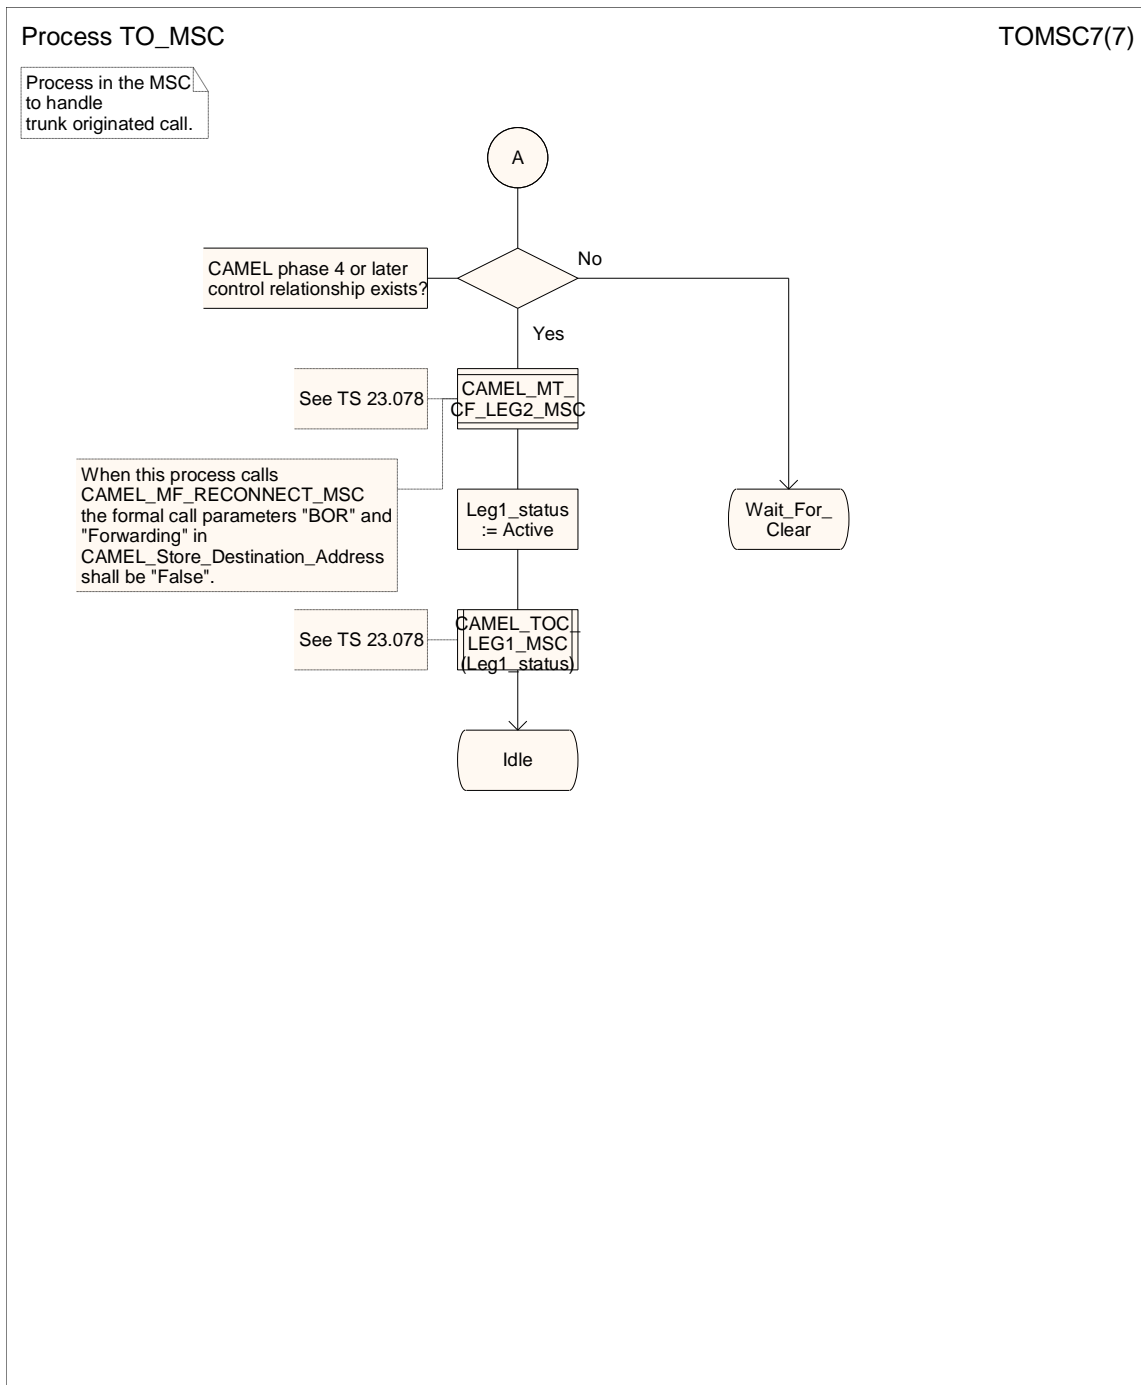 Process TO_MSC
TOMSC7(7)
Process in the MSC
to handle
trunk originated call.
A
CAMEL phase 4 or later
control relationship exists?
No
Yes
See TS 23.078
CAMEL_MT_
CF_LEG2_MSC
When this process calls
CAMEL_MF_RECONNECT_MSC
the formal call parameters "BOR" and
"Forwarding" in
CAMEL_Store_Destination_Address
shall be "False".
Leg1_status
:= Active
Wait_For_
Clear
See TS 23.078
CAMEL_TOC_
LEG1_MSC
(Leg1_status)
Idle